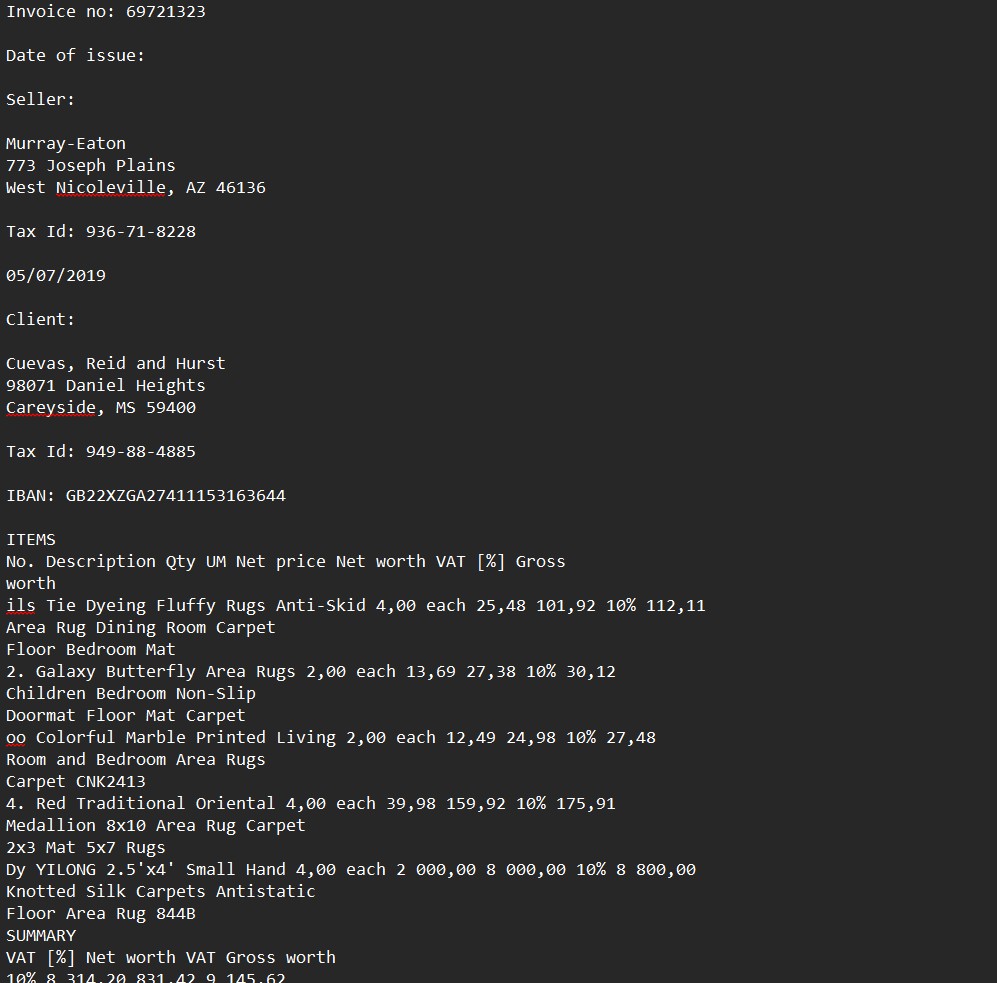 Invoice no: 69721323
Date of issue:
Seller:
Murray-Eaton
773 Joseph Plains
West Nicoleville, AZ 46136
Tax Id: 936-71-8228
05/07/2019
Client:
Cuevas, Reid and Hurst
98071 Daniel Heights
Careyside, MS 59400
Tax Id: 949-88-4885
IBAN: GB22XZGA27411153163644
ITEMS
No. Description Qty UM Net price Net worth VAT [%] Gross
worth
ils Tie Dyeing Fluffy Rugs Anti-Skid 4,00 each 25,48 101,92 10% 112,11
Area Rug Dining Room Carpet
Floor Bedroom Mat
2. Galaxy Butterfly Area Rugs 2,00 each 13,69 27,38 10% 30,12
Children Bedroom Non-Slip
Doormat Floor Mat Carpet
oo Colorful Marble Printed Living 2,00 each 12,49 24,98 10% 27,48
Room and Bedroom Area Rugs
Carpet CNK2413
4. Red Traditional Oriental 4,00 each 39,98 159,92 10% 175,91
Medallion 8x10 Area Rug Carpet
2x3 Mat 5x7 Rugs
Dy YILONG 2.5'x4' Small Hand 4,00 each 2 000,00 8 000,00 10% 8 800,00
Knotted Silk Carpets Antistatic
Floor Area Rug 844B
SUMMARY
VAT [%] Net worth VAT Gross worth
10% 8 314,20 831,42 9 145,62